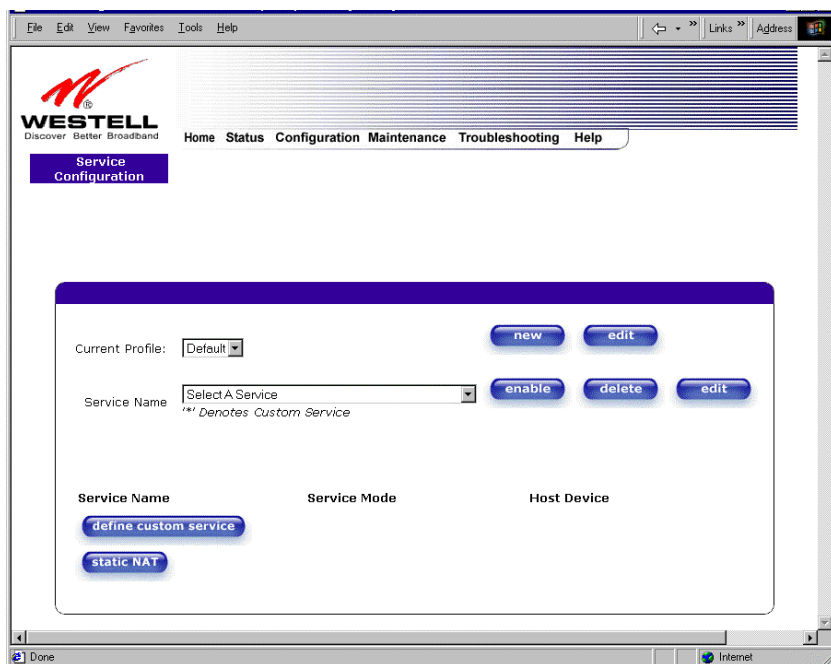 File Edit View Favorites Tools Help » Links » Address
WESTELL
®
Discover Better Broadband
Home Status Configuration Maintenance Troubleshooting Help
Service
Configuration
Current Profile: Default new edit
Service Name Select A Service enable delete edit
'*' Denotes Custom Service
Service Name Service Mode Host Device
define custom service
static NAT
Done Internet